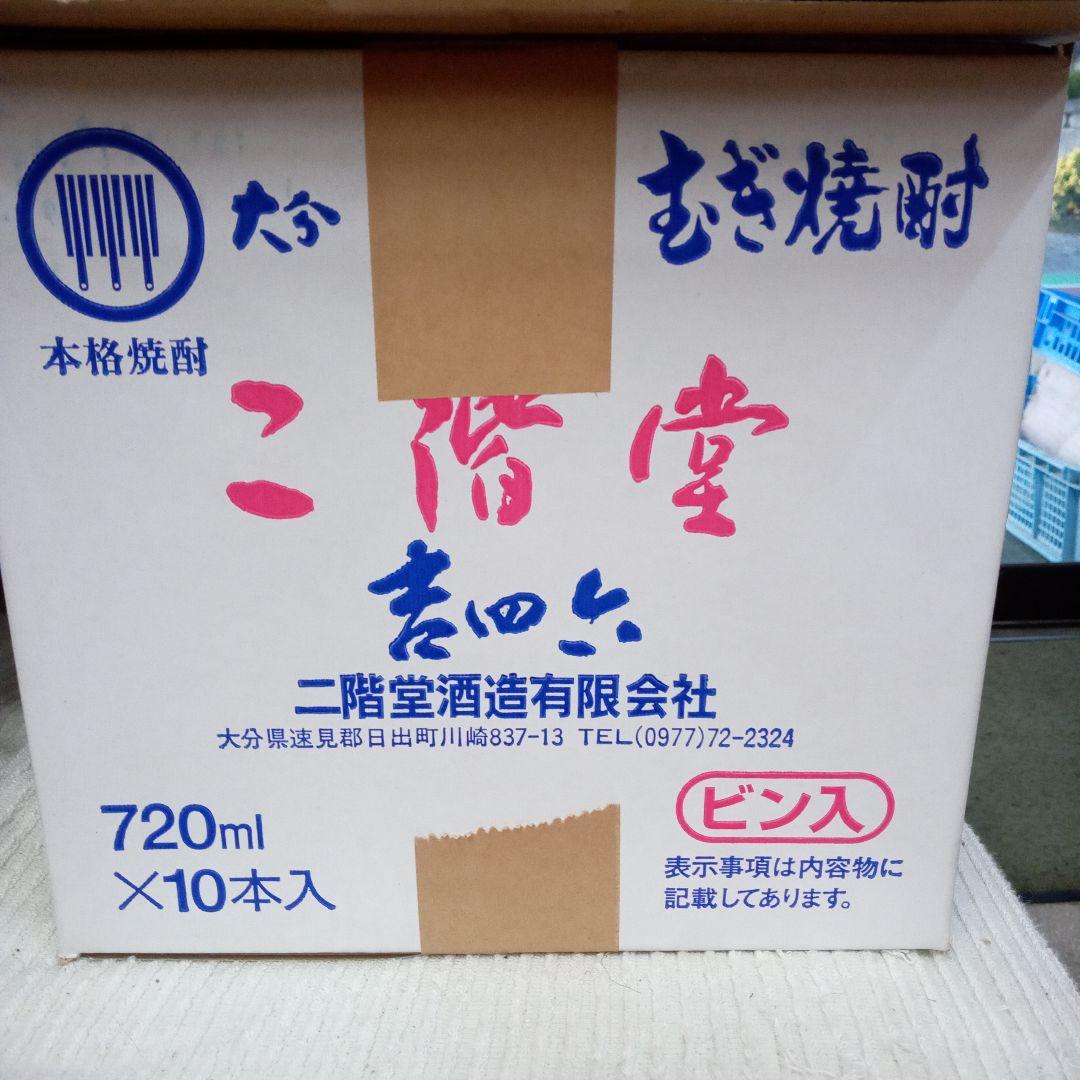 大分 むぎ焼酎
本格焼酎
二階堂
吉四六
二階堂酒造有限会社
大分県速見郡日出町川崎837-13 TEL(0977)72-2324
720ml
×10本入
ビン入
表示事項は内容物に
記載してあります。